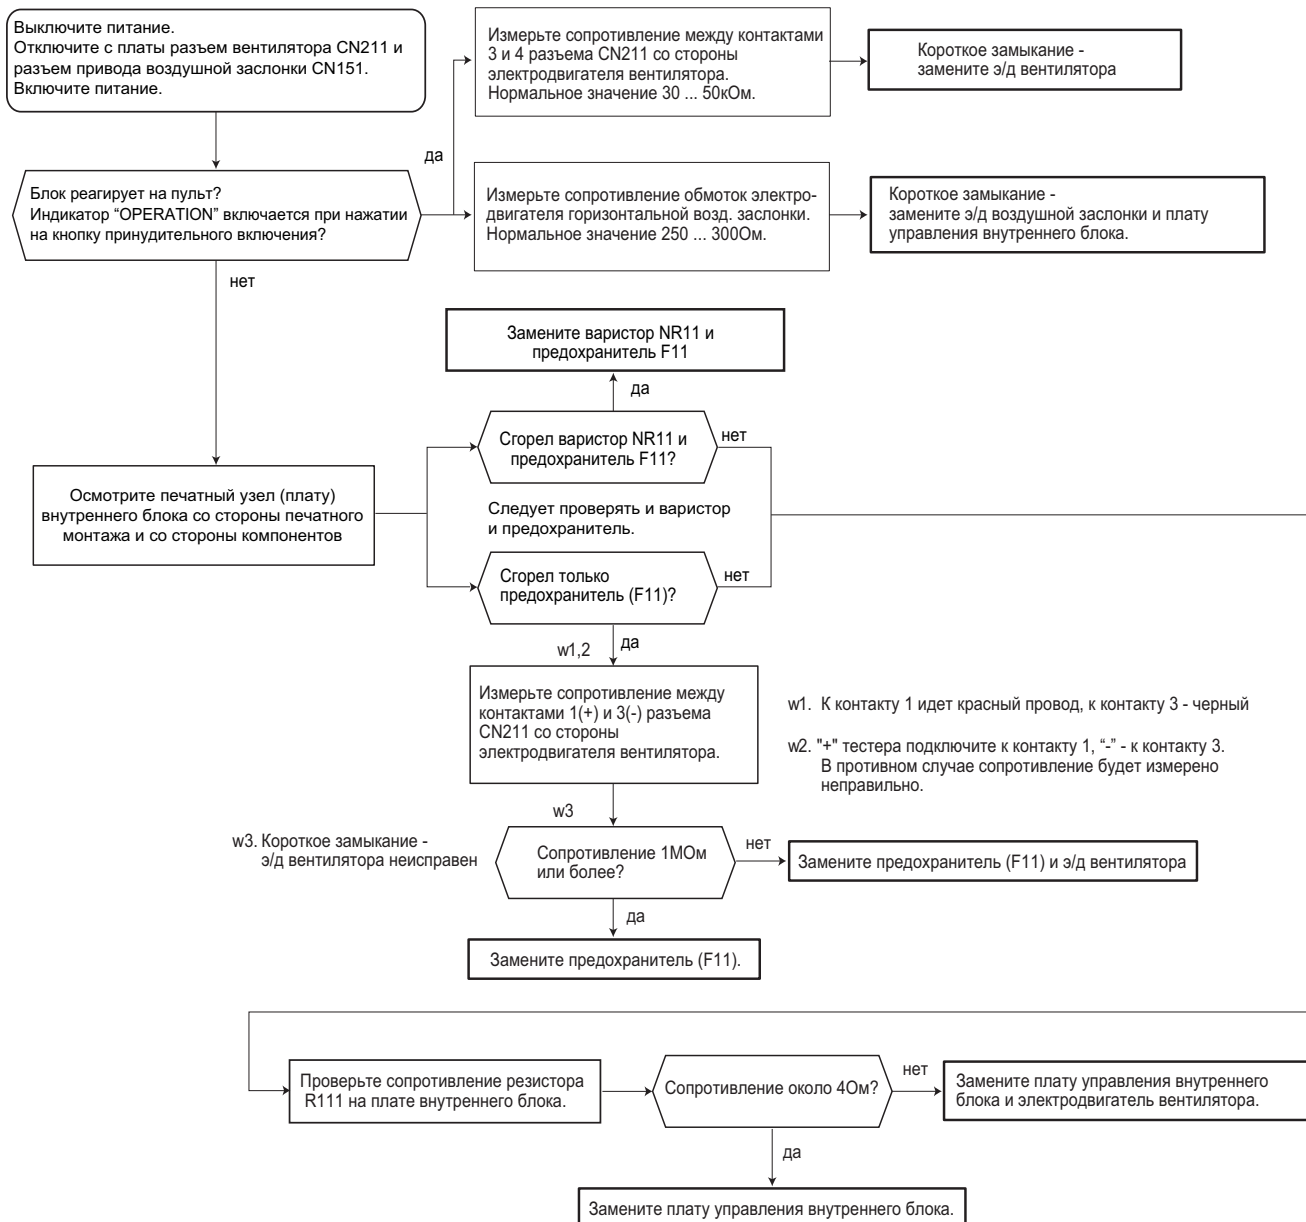 Выключите питание.
Отключите с платы разъем вентилятора CN211 и
разъем привода воздушной заслонки CN151.
Включите питание.
Измерьте сопротивление между контактами
3 и 4 разъема CN211 со стороны
электродвигателя вентилятора.
Нормальное значение 30 ... 50кОм.
Короткое замыкание -
замените э/д вентилятора
да
Блок реагирует на пульт?
Индикатор “OPERATION” включается при нажатии
на кнопку принудительного включения?
Измерьте сопротивление обмоток электро-
двигателя горизонтальной возд. заслонки.
Нормальное значение 250 ... 300Ом.
Короткое замыкание -
замените э/д воздушной заслонки и плату
управления внутреннего блока.
нет
Замените варистор NR11 и
предохранитель F11
да
Сгорел варистор NR11 и
предохранитель F11?
нет
Осмотрите печатный узел (плату)
внутреннего блока со стороны печатного
монтажа и со стороны компонентов
Следует проверять и варистор
и предохранитель.
Сгорел только
предохранитель (F11)?
нет
да
w1,2
Измерьте сопротивление между
контактами 1(+) и 3(-) разъема
CN211 со стороны
электродвигателя вентилятора.
w1. К контакту 1 идет красный провод, к контакту 3 - черный
w2. "+" тестера подключите к контакту 1, “-” - к контакту 3.
В противном случае сопротивление будет измерено
неправильно.
w3
w3. Короткое замыкание -
э/д вентилятора неисправен
Сопротивление 1МОм
или более?
нет
Замените предохранитель (F11) и э/д вентилятора
да
Замените предохранитель (F11).
Проверьте сопротивление резистора
R111 на плате внутреннего блока.
Сопротивление около 4Ом?
нет
Замените плату управления внутреннего
блока и электродвигатель вентилятора.
да
Замените плату управления внутреннего блока.